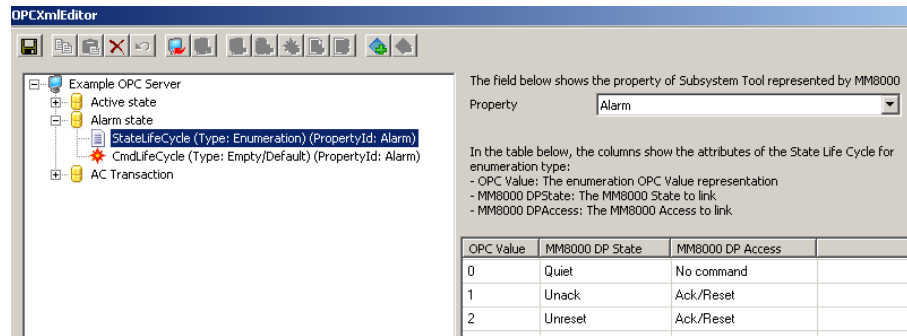 OPCXmlEditor
Example OPC Server
Active state
Alarm state
StateLifeCycle (Type: Enumeration) (PropertyId: Alarm)
CmdLifeCycle (Type: Empty/Default) (PropertyId: Alarm)
AC Transaction
The field below shows the property of Subsystem Tool represented by MM8000
Property Alarm
In the table below, the columns show the attributes of the State Life Cycle for
enumeration type:
- OPC Value: The enumeration OPC Value representation
- MM8000 DPState: The MM8000 State to link
- MM8000 DPAccess: The MM8000 Access to link
OPC Value MM8000 DP State MM8000 DP Access
0 Quiet No command
1 Unack Ack/Reset
2 Unreset Ack/Reset